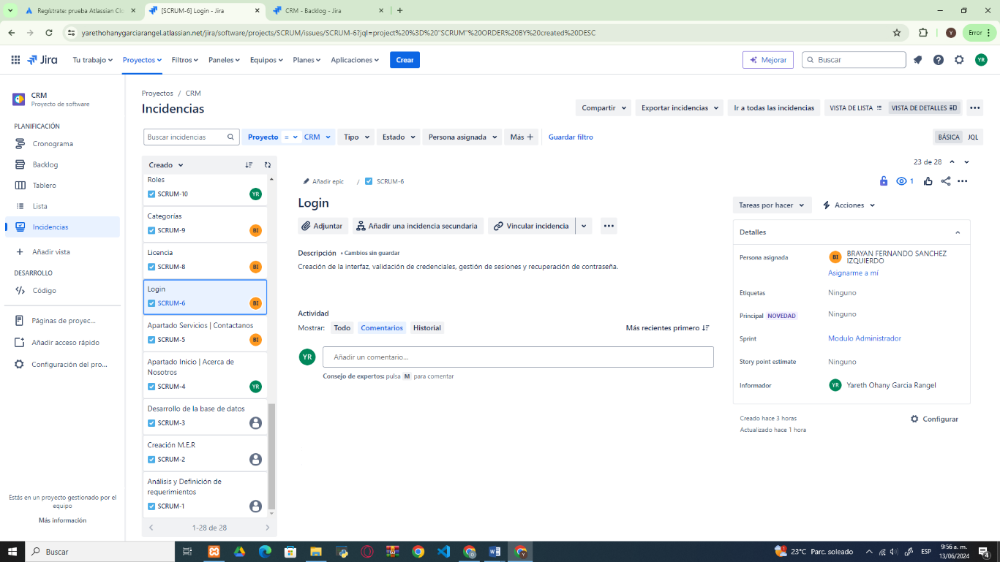 Regístrate: prueba Atlassian Clo
[SCRUM-6] Login - Jira
CRM - Backlog - Jira
yarethohanygarciarangel.atlassian.net/jira/software/projects/SCRUM/issues/SCRUM-6?jql=project%20%3D%20"SCRUM"%20ORDER%20BY%20created%20DESC
Y
Error
Jira
Tu trabajo
Proyectos
Filtros
Paneles
Equipos
Planes
Aplicaciones
Crear
Mejorar
Buscar
YR
CRM
Proyecto de software
PLANIFICACIÓN
Cronograma
Backlog
Tablero
Lista
Incidencias
Añadir vista
DESARROLLO
Código
Páginas de proyec...
Añadir acceso rápido
Configuración del pro...
Estás en un proyecto gestionado por el
equipo
Más información
Proyectos / CRM
Incidencias
Compartir
Exportar incidencias
Ir a todas las incidencias
VISTA DE LISTA
VISTA DE DETALLES
Buscar incidencias
Proyecto = CRM
Tipo
Estado
Persona asignada
Más +
Guardar filtro
BÁSICA
JQL
Creado
Roles
SCRUM-10
YR
Categorías
SCRUM-9
BI
Licencia
SCRUM-8
BI
Login
SCRUM-6
BI
Apartado Servicios | Contactanos
SCRUM-5
BI
Apartado Inicio | Acerca de
Nosotros
SCRUM-4
YR
Desarrollo de la base de datos
SCRUM-3
Creación M.E.R
SCRUM-2
Análisis y Definición de
requerimientos
SCRUM-1
1-28 de 28
23 de 28
Añadir epic / SCRUM-6
1
Login
Adjuntar
Añadir una incidencia secundaria
Vincular incidencia
Descripción • Cambios sin guardar
Creación de la interfaz, validación de credenciales, gestión de sesiones y recuperación de contraseña.
Actividad
Mostrar:
Todo
Comentarios
Historial
Más recientes primero
YR
Añadir un comentario...
Consejo de expertos: pulsa M para comentar
Tareas por hacer
Acciones
Detalles
Persona asignada
BI
BRAYAN FERNANDO SANCHEZ
IZQUIERDO
Asignarme a mí
Etiquetas
Ninguno
Principal NOVEDAD
Ninguno
Sprint
Modulo Administrador
Story point estimate
Ninguno
Informador
YR
Yareth Ohany Garcia Rangel
Creado hace 3 horas
Actualizado hace 1 hora
Configurar
Buscar
23°C Parc. soleado
ESP
9:56 a. m.
13/06/2024
4